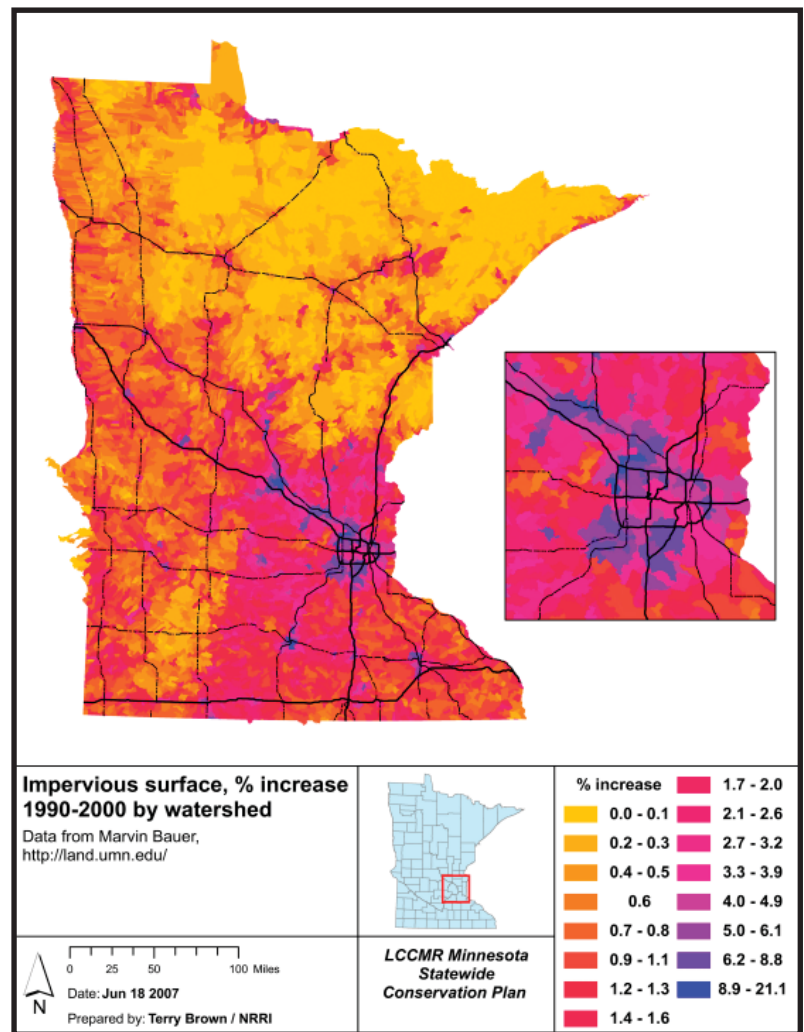 Impervious surface, % increase
1990-2000 by watershed
Data from Marvin Bauer,
http://land.umn.edu/
N
0 25 50 100 Miles
Date: Jun 18 2007
Prepared by: Terry Brown / NRRI
LCCMR Minnesota
Statewide
Conservation Plan
% increase
0.0 - 0.1
0.2 - 0.3
0.4 - 0.5
0.6
0.7 - 0.8
0.9 - 1.1
1.2 - 1.3
1.4 - 1.6
1.7 - 2.0
2.1 - 2.6
2.7 - 3.2
3.3 - 3.9
4.0 - 4.9
5.0 - 6.1
6.2 - 8.8
8.9 - 21.1